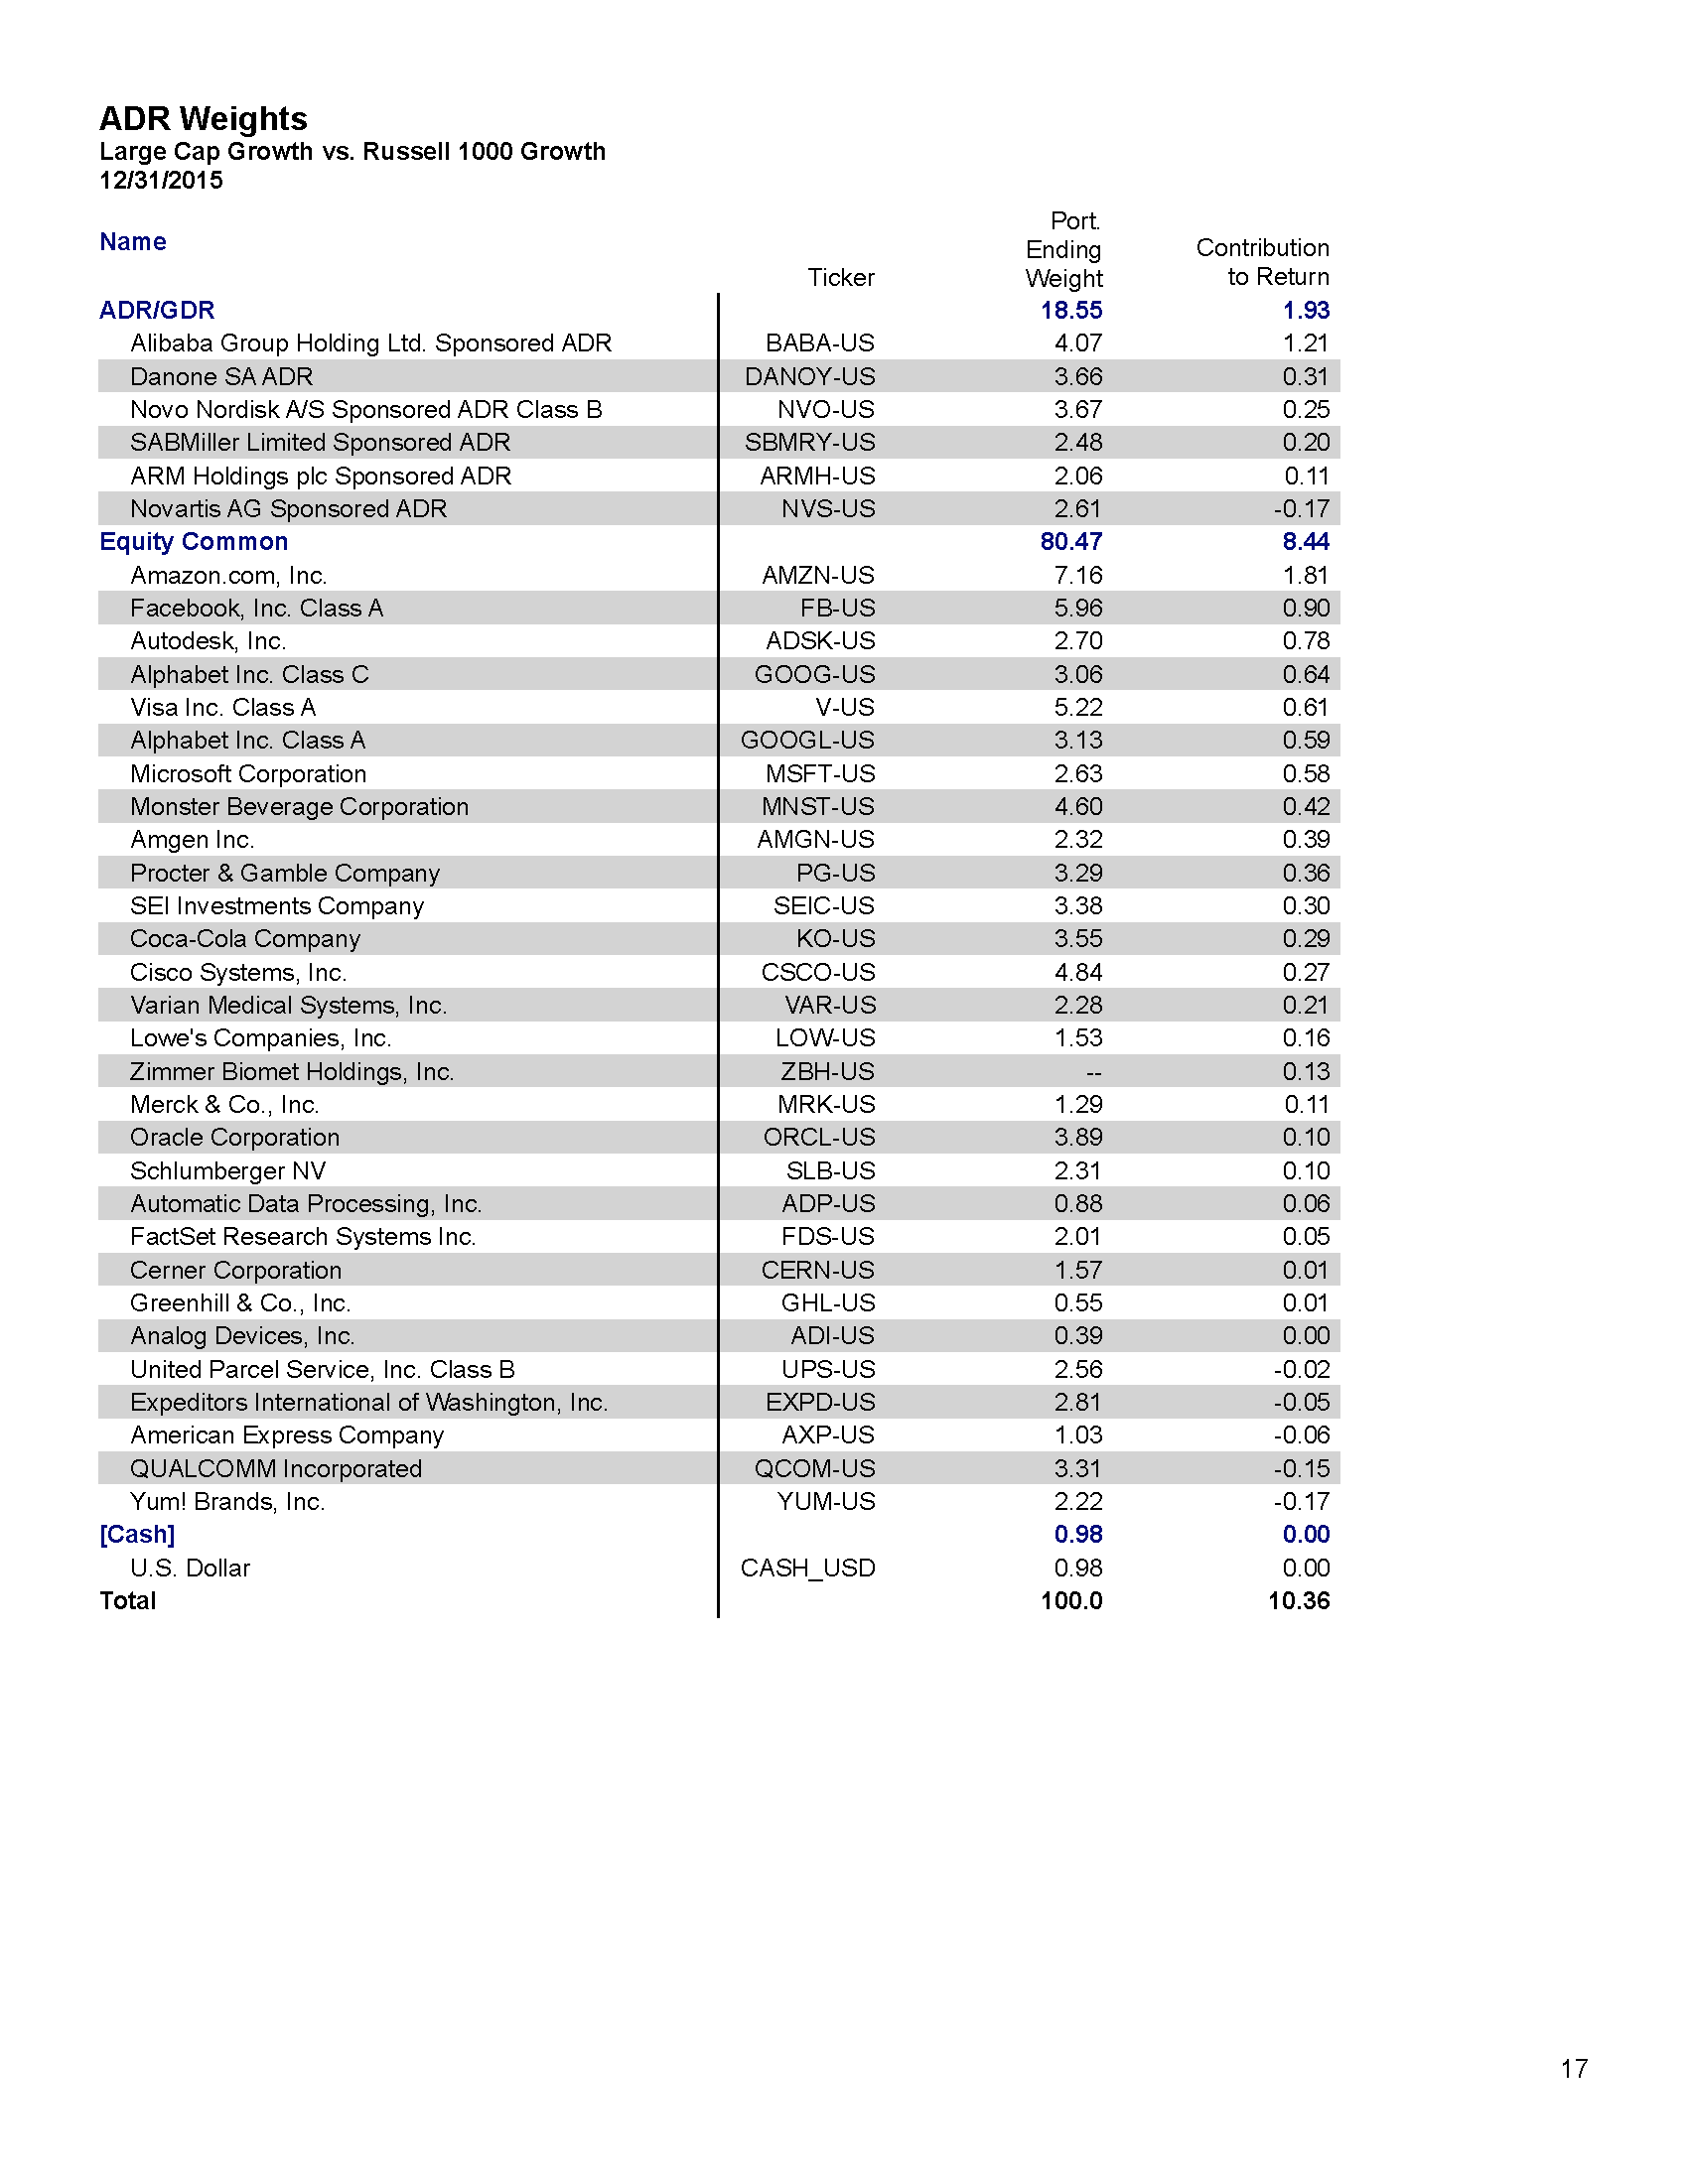 ADR Weights
Large Cap Growth vs. Russell 1000 Growth
12/31/2015
Name Ticker Port. Ending Weight Contribution to Return
ADR/GDR 18.55 1.93
Alibaba Group Holding Ltd. Sponsored ADR BABA-US 4.07 1.21
Danone SA ADR DANOY-US 3.66 0.31
Novo Nordisk A/S Sponsored ADR Class B NVO-US 3.67 0.25
SABMiller Limited Sponsored ADR SBMRY-US 2.48 0.20
ARM Holdings plc Sponsored ADR ARMH-US 2.06 0.11
Novartis AG Sponsored ADR NVS-US 2.61 -0.17
Equity Common 80.47 8.44
Amazon.com, Inc. AMZN-US 7.16 1.81
Facebook, Inc. Class A FB-US 5.96 0.90
Autodesk, Inc. ADSK-US 2.70 0.78
Alphabet Inc. Class C GOOG-US 3.06 0.64
Visa Inc. Class A V-US 5.22 0.61
Alphabet Inc. Class A GOOGL-US 3.13 0.59
Microsoft Corporation MSFT-US 2.63 0.58
Monster Beverage Corporation MNST-US 4.60 0.42
Amgen Inc. AMGN-US 2.32 0.39
Procter & Gamble Company PG-US 3.29 0.36
SEI Investments Company SEIC-US 3.38 0.30
Coca-Cola Company KO-US 3.55 0.29
Cisco Systems, Inc. CSCO-US 4.84 0.27
Varian Medical Systems, Inc. VAR-US 2.28 0.21
Lowe's Companies, Inc. LOW-US 1.53 0.16
Zimmer Biomet Holdings, Inc. ZBH-US -- 0.13
Merck & Co., Inc. MRK-US 1.29 0.11
Oracle Corporation ORCL-US 3.89 0.10
Schlumberger NV SLB-US 2.31 0.10
Automatic Data Processing, Inc. ADP-US 0.88 0.06
FactSet Research Systems Inc. FDS-US 2.01 0.05
Cerner Corporation CERN-US 1.57 0.01
Greenhill & Co., Inc. GHL-US 0.55 0.01
Analog Devices, Inc. ADI-US 0.39 0.00
United Parcel Service, Inc. Class B UPS-US 2.56 -0.02
Expeditors International of Washington, Inc. EXPD-US 2.81 -0.05
American Express Company AXP-US 1.03 -0.06
QUALCOMM Incorporated QCOM-US 3.31 -0.15
Yum! Brands, Inc. YUM-US 2.22 -0.17
[Cash] 0.98 0.00
U.S. Dollar CASH_USD 0.98 0.00
Total 100.0 10.36
17